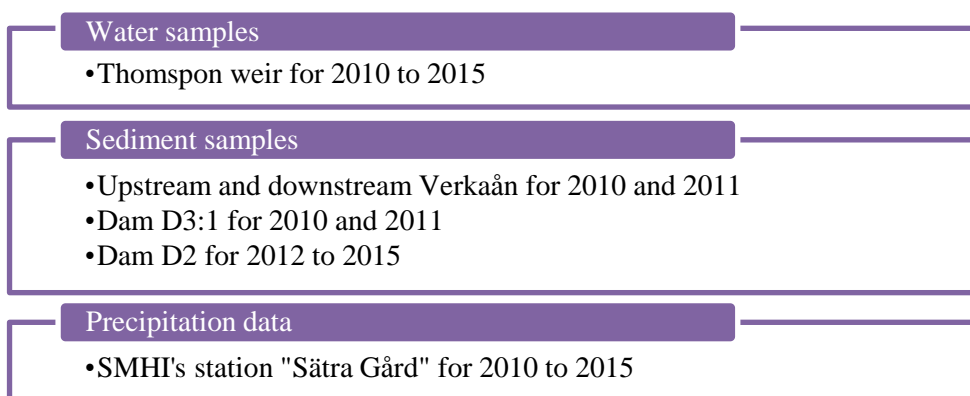 Water samples
•Thomspon weir for 2010 to 2015
Sediment samples
•Upstream and downstream Verkaån for 2010 and 2011
•Dam D3:1 for 2010 and 2011
•Dam D2 for 2012 to 2015
Precipitation data
•SMHI's station "Sätra Gård" for 2010 to 2015